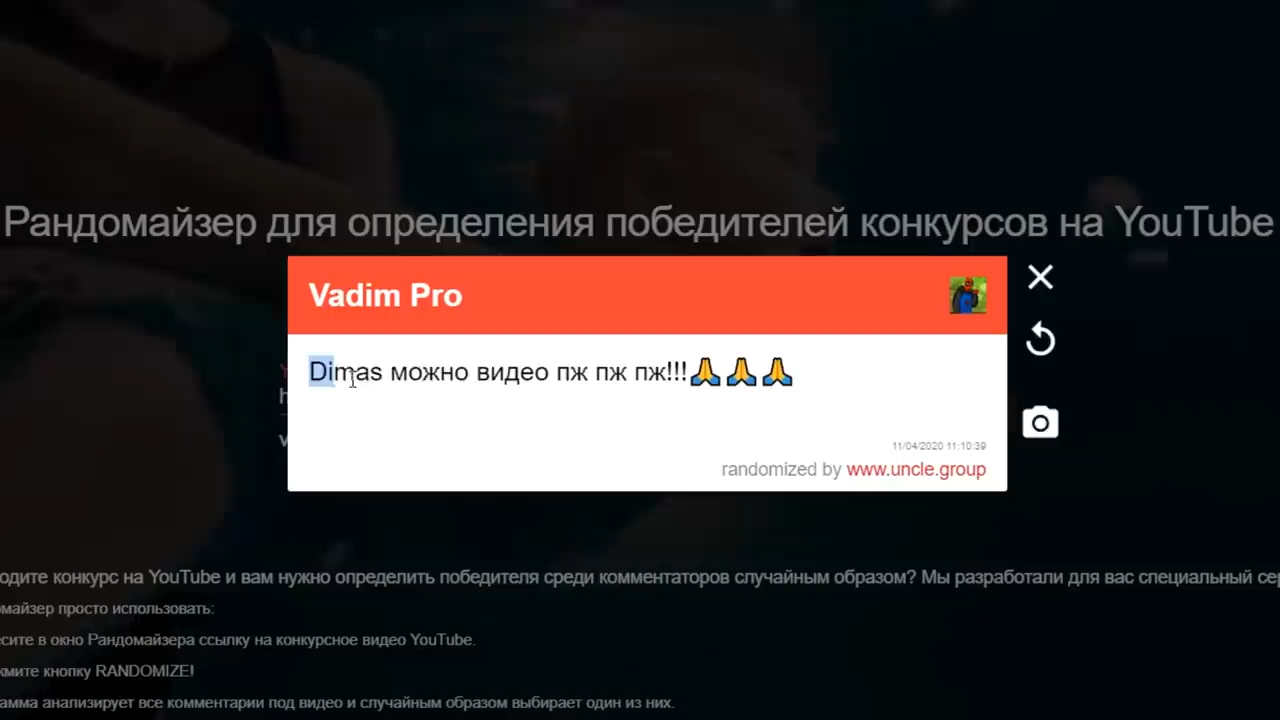 Рандомайзер для определения победителей конкурсов на YouTube
Vadim Pro
Dimas можно видео пж пж пж!!!🙏🙏🙏
11/04/2020 11:10:39
randomized by www.uncle.group
одите конкурс на YouTube и вам нужно определить победителя среди комментаторов случайным образом? Мы разработали для вас специальный сер
майзер просто использовать:
сите в окно Рандомайзера ссылку на конкурсное видео YouTube.
жмите кнопку RANDOMIZE!
амма анализирует все комментарии под видео и случайным образом выбирает один из них.